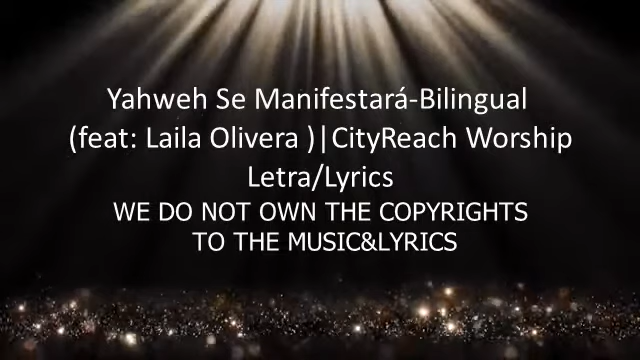 Yahweh Se Manifestará-Bilingual
(feat: Laila Olivera )|CityReach Worship
Letra/Lyrics
WE DO NOT OWN THE COPYRIGHTS
TO THE MUSIC&LYRICS